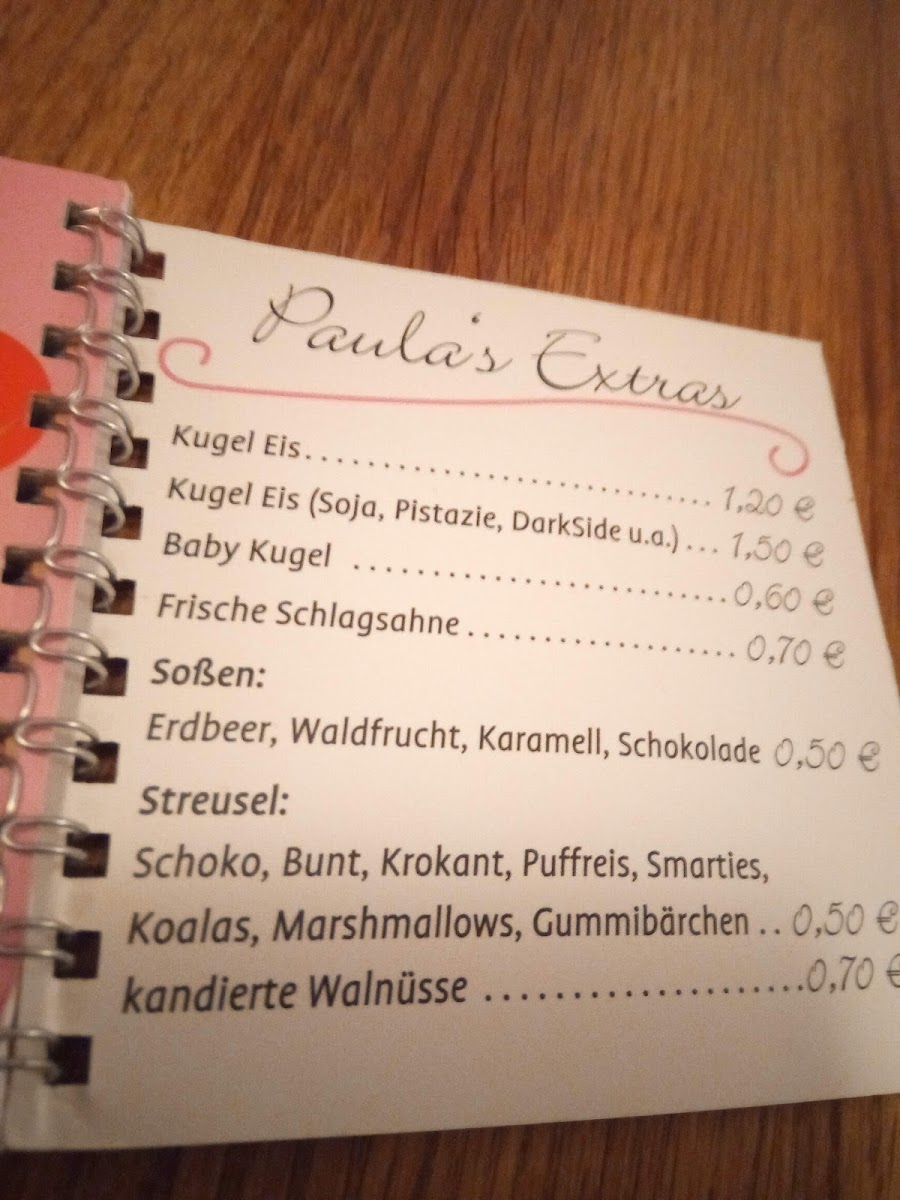 Paula's Extras
Kugel Eis.................................. 1,20 €
Kugel Eis (Soja, Pistazie, DarkSide u.a.) ... 1,50 €
Baby Kugel ..............................0,60 €
Frische Schlagsahne...................... 0,70 €
Soßen:
Erdbeer, Waldfrucht, Karamell, Schokolade 0,50 €
Streusel:
Schoko, Bunt, Krokant, Puffreis, Smarties,
Koalas, Marshmallows, Gummibärchen .. 0,50 €
kandierte Walnüsse ........................0,70 €